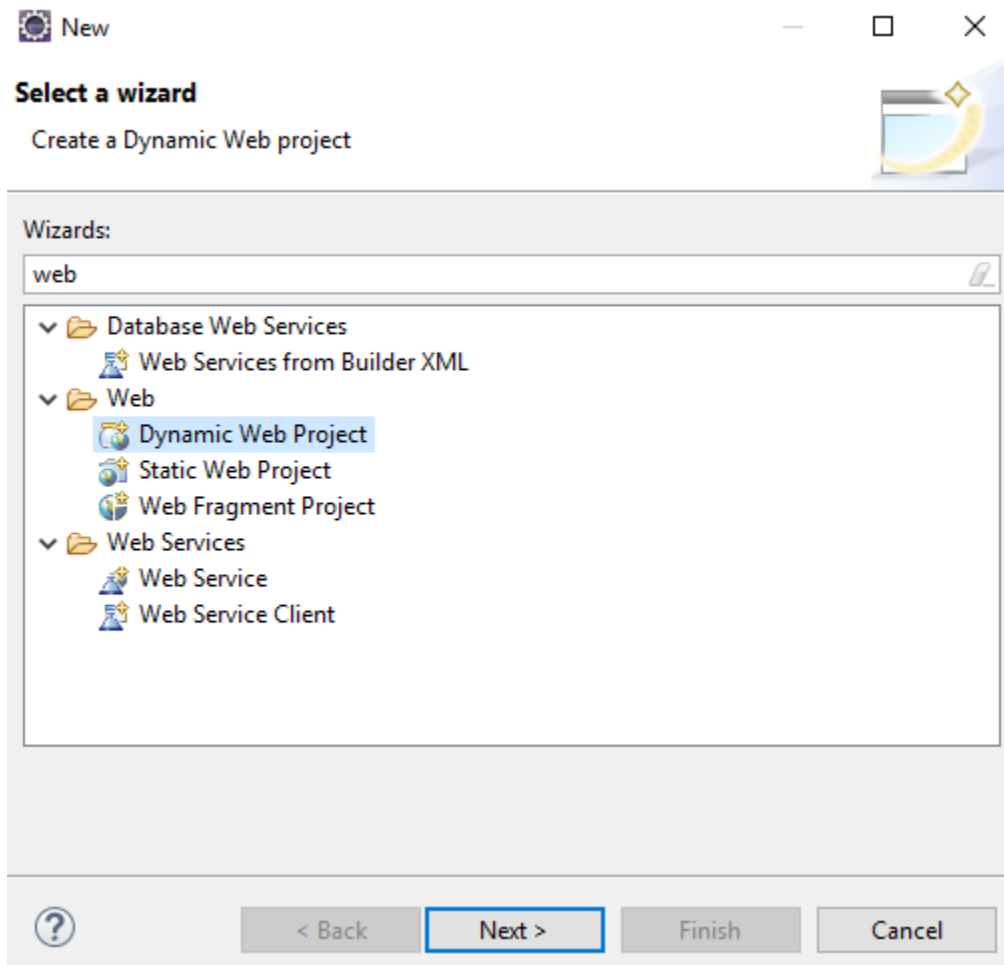 New
Select a wizard
Create a Dynamic Web project
Wizards:
web
Database Web Services
Web Services from Builder XML
Web
Dynamic Web Project
Static Web Project
Web Fragment Project
Web Services
Web Service
Web Service Client
?
< Back Next > Finish Cancel